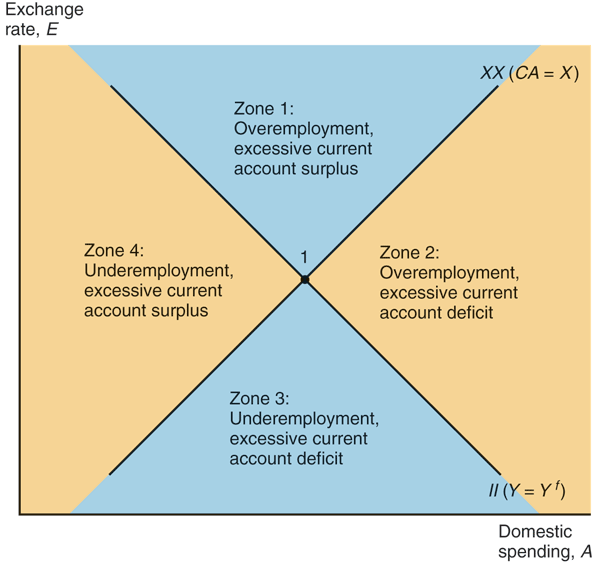 Exchange
rate, E
XX (CA = X)
Zone 1:
Overemployment,
excessive current
account surplus
1
Zone 4:
Underemployment,
excessive current
account surplus
Zone 2:
Overemployment,
excessive current
account deficit
Zone 3:
Underemployment,
excessive current
account deficit
II (Y = Y f)
Domestic
spending, A